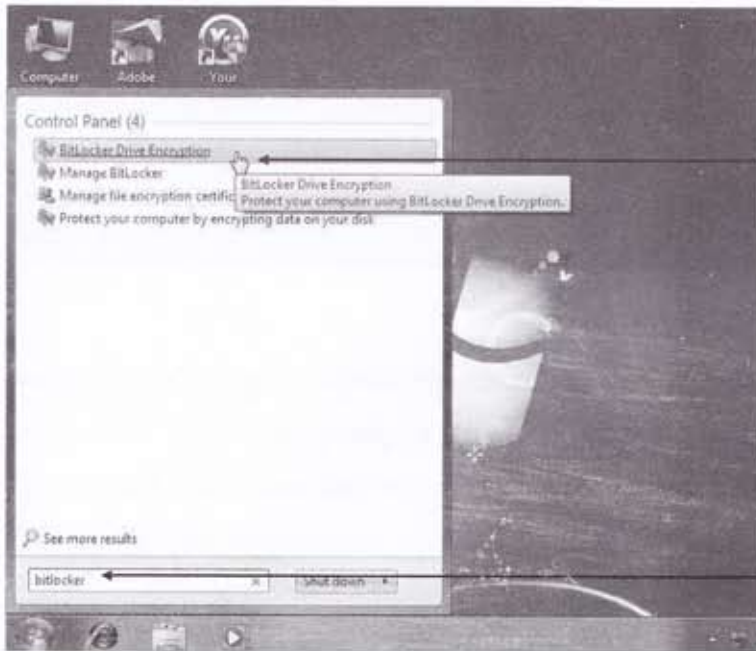 Computer
Adobe
Your
Control Panel (4)
BitLocker Drive Encryption
Manage BitLocker
Manage file encryption certific
BitLocker Drive Encryption
Protect your computer using BitLocker Drive Encryption.
Protect your computer by encrypting data on your disk
See more results
bitlocker
Shut down